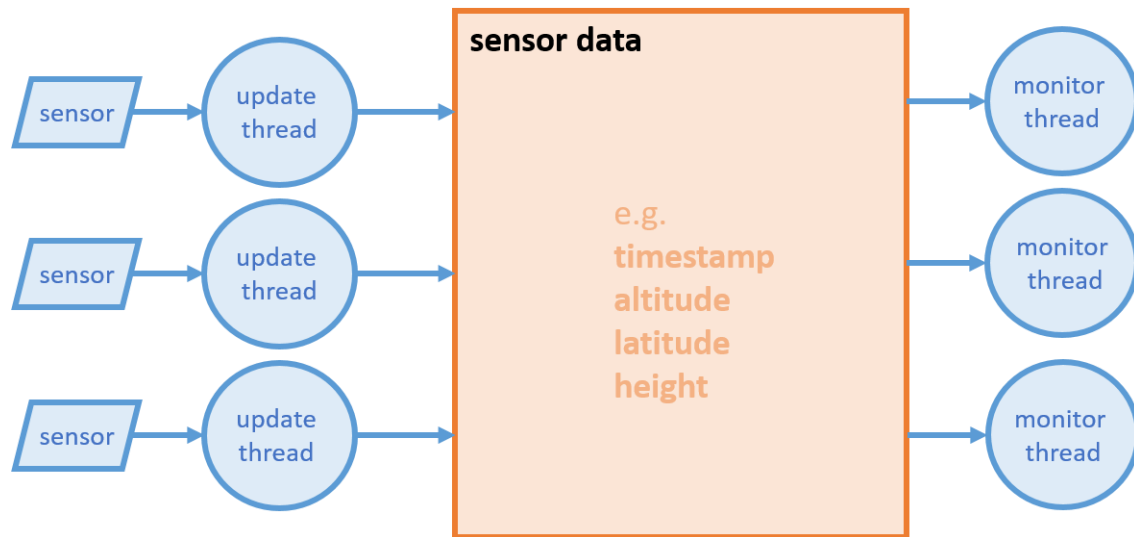 sensor data
sensor
update
thread
monitor
thread
sensor
update
thread
e.g.
timestamp
altitude
latitude
height
monitor
thread
sensor
update
thread
monitor
thread